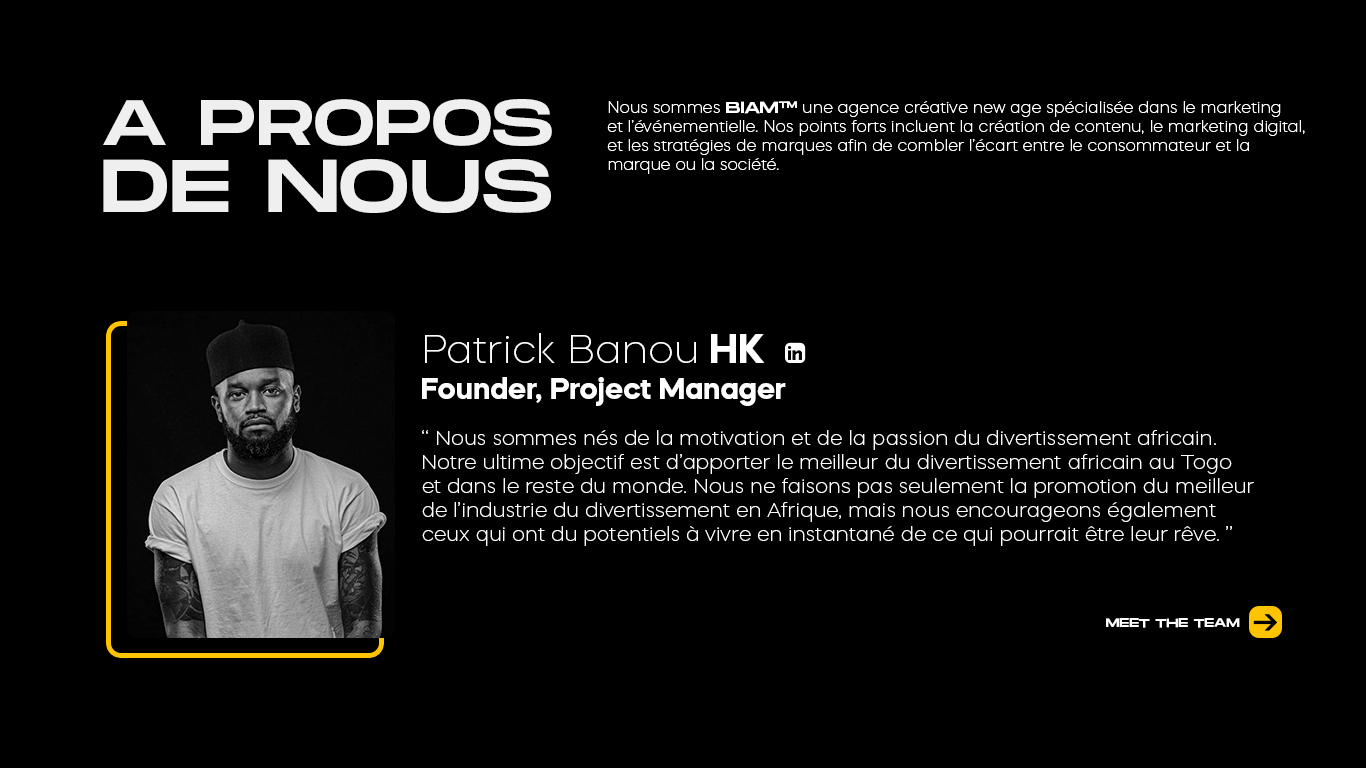 A PROPOS
DE NOUS
Nous sommes BIAM™ une agence créative new age spécialisée dans le marketing
et l'événementielle. Nos points forts incluent la création de contenu, le marketing digital,
et les stratégies de marques afin de combler l'écart entre le consommateur et la
marque ou la société.
Patrick Banou HK in
Founder, Project Manager
“ Nous sommes nés de la motivation et de la passion du divertissement africain.
Notre ultime objectif est d'apporter le meilleur du divertissement africain au Togo
et dans le reste du monde. Nous ne faisons pas seulement la promotion du meilleur
de l'industrie du divertissement en Afrique, mais nous encourageons également
ceux qui ont du potentiels à vivre en instantané de ce qui pourrait être leur rêve. ”
MEET THE TEAM